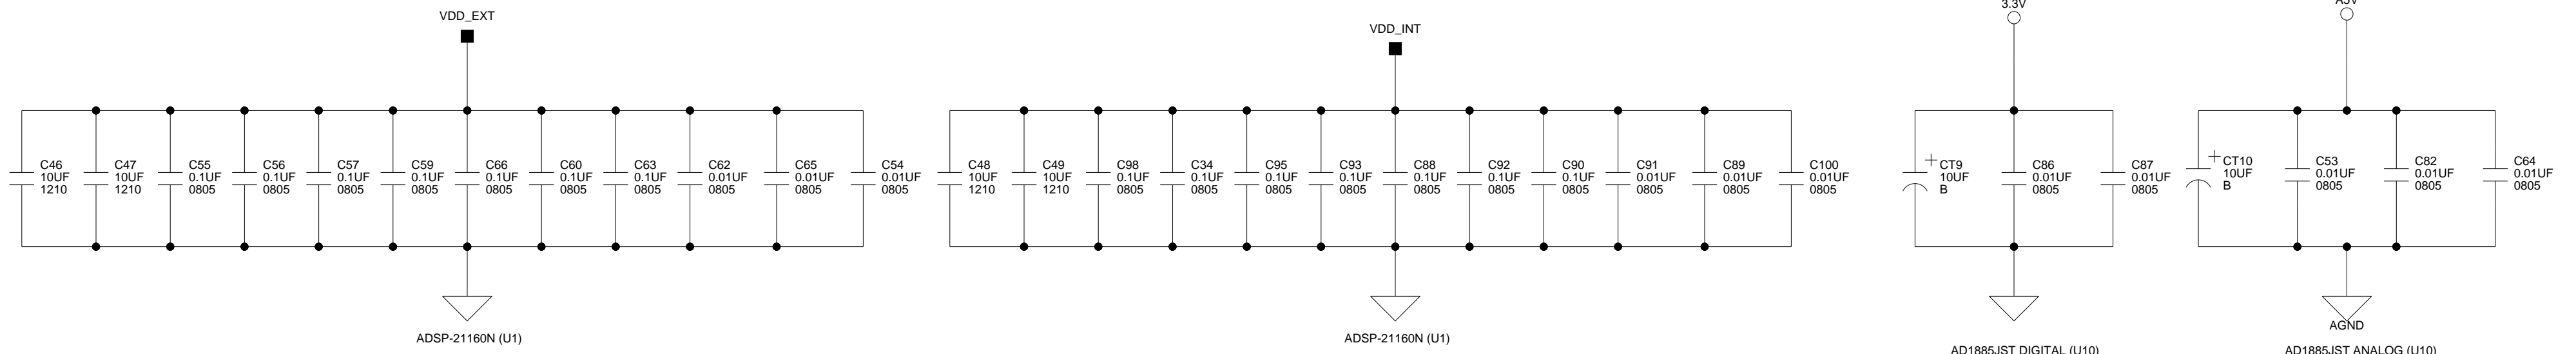 VDD_EXT
C46
10UF
1210
C47
10UF
1210
C55
0.1UF
0805
C56
0.1UF
0805
C57
0.1UF
0805
C59
0.1UF
0805
C66
0.1UF
0805
C60
0.1UF
0805
C63
0.1UF
0805
C62
0.01UF
0805
C65
0.01UF
0805
C54
0.01UF
0805
ADSP-21160N (U1)
VDD_INT
C48
10UF
1210
C49
10UF
1210
C98
0.1UF
0805
C34
0.1UF
0805
C95
0.1UF
0805
C93
0.1UF
0805
C88
0.1UF
0805
C92
0.1UF
0805
C90
0.1UF
0805
C91
0.01UF
0805
C89
0.01UF
0805
C100
0.01UF
0805
ADSP-21160N (U1)
3.3V
+
CT9
10UF
B
C86
0.01UF
0805
C87
0.01UF
0805
AD1885JST DIGITAL (U10)
A5V
+
CT10
10UF
B
C53
0.01UF
0805
C82
0.01UF
0805
C64
0.01UF
0805
AGND
AD1885JST ANALOG (U10)